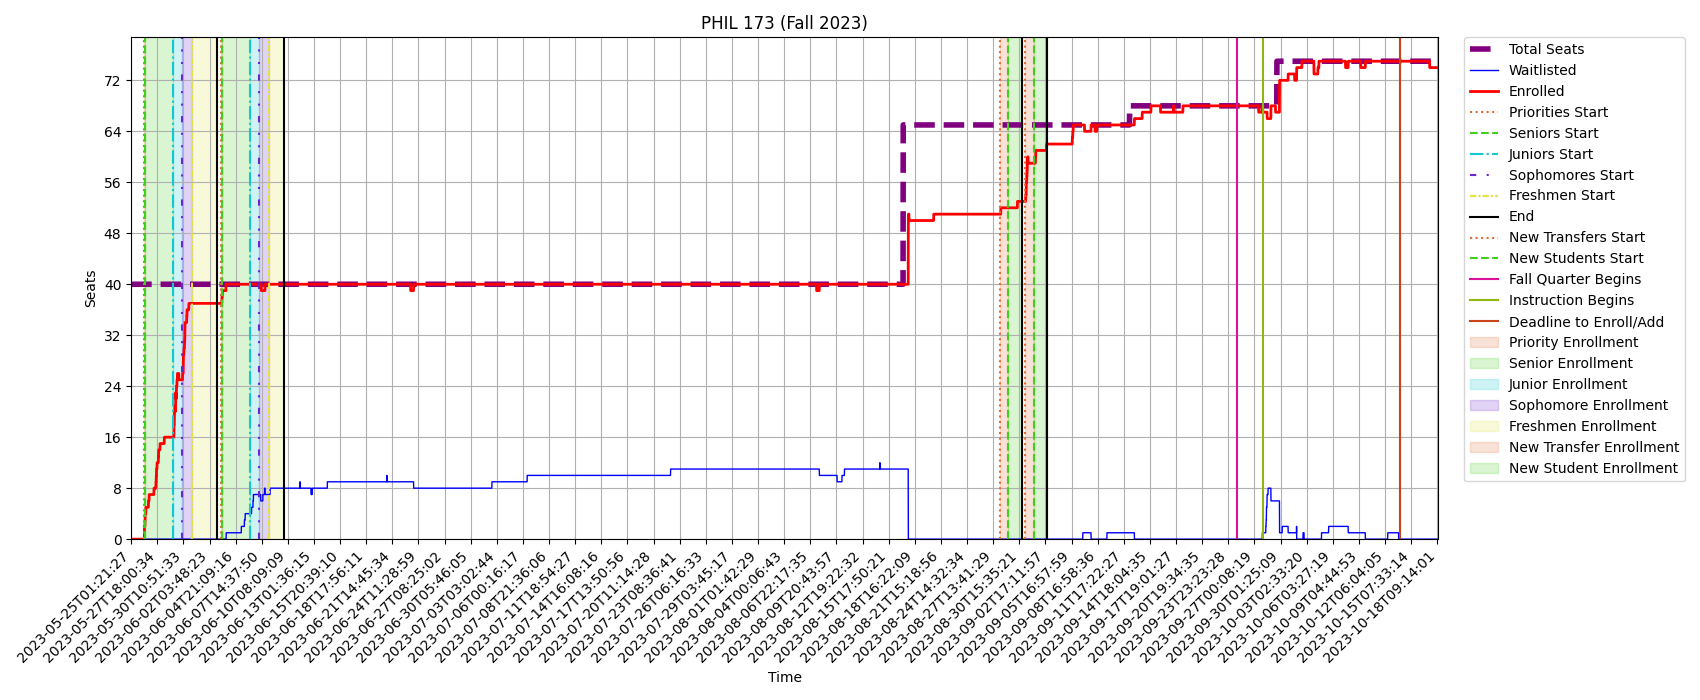 PHIL 173 (Fall 2023)
Seats
72
64
56
48
40
32
24
16
8
0
2023-05-25T01:21:27
2023-05-27T18:00:34
2023-05-30T10:51:33
2023-06-02T03:48:23
2023-06-04T21:09:16
2023-06-07T14:37:50
2023-06-10T08:09:09
2023-06-13T01:36:15
2023-06-15T20:39:10
2023-06-18T17:56:11
2023-06-21T14:45:34
2023-06-24T11:28:59
2023-06-27T08:25:02
2023-06-30T05:46:05
2023-07-03T03:02:44
2023-07-06T00:16:17
2023-07-08T21:36:06
2023-07-11T18:54:27
2023-07-14T16:08:16
2023-07-17T13:50:56
2023-07-20T11:14:28
2023-07-23T08:36:41
2023-07-26T06:16:33
2023-07-29T03:45:17
2023-08-01T01:42:29
2023-08-04T00:06:43
2023-08-06T22:17:35
2023-08-09T20:43:57
2023-08-12T19:22:32
2023-08-15T17:50:21
2023-08-18T16:22:09
2023-08-21T15:18:56
2023-08-24T14:32:34
2023-08-27T13:41:29
2023-08-30T15:35:21
2023-09-02T17:11:57
2023-09-05T16:57:59
2023-09-08T16:58:36
2023-09-11T17:22:27
2023-09-14T18:04:35
2023-09-17T19:01:27
2023-09-20T19:34:35
2023-09-23T23:23:28
2023-09-27T00:08:19
2023-09-30T01:25:09
2023-10-03T02:33:20
2023-10-06T03:27:19
2023-10-09T04:44:53
2023-10-12T06:04:05
2023-10-15T07:33:14
2023-10-18T09:14:01
Time
Total Seats
Waitlisted
Enrolled
Priorities Start
Seniors Start
Juniors Start
Sophomores Start
Freshmen Start
End
New Transfers Start
New Students Start
Fall Quarter Begins
Instruction Begins
Deadline to Enroll/Add
Priority Enrollment
Senior Enrollment
Junior Enrollment
Sophomore Enrollment
Freshmen Enrollment
New Transfer Enrollment
New Student Enrollment